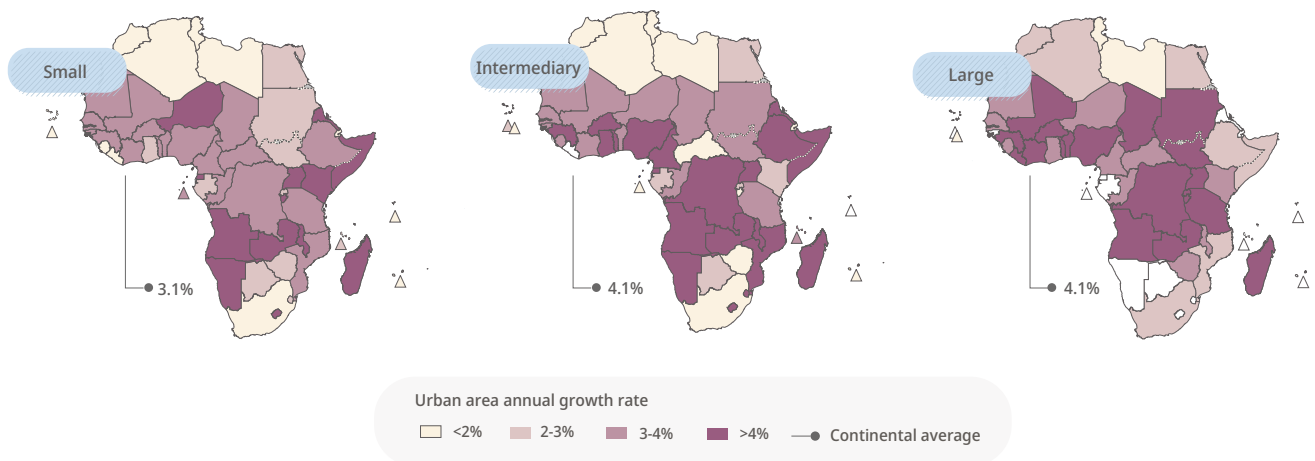 Small
Intermediary
Large
3.1%
4.1%
4.1%
Urban area annual growth rate
<2%
2-3%
3-4%
>4%
Continental average